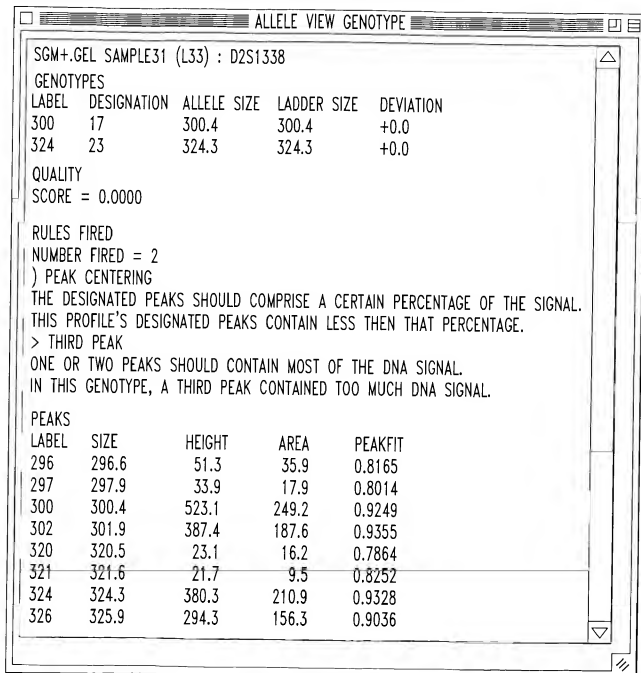 ALLELE VIEW GENOTYPE
SGM+.GEL SAMPLE31 (L33) : D2S1338
GENOTYPES
LABEL DESIGNATION ALLELE SIZE LADDER SIZE DEVIATION
300 17 300.4 300.4 +0.0
324 23 324.3 324.3 +0.0
QUALITY
SCORE = 0.0000
RULES FIRED
NUMBER FIRED = 2
) PEAK CENTERING
THE DESIGNATED PEAKS SHOULD COMPRISE A CERTAIN PERCENTAGE OF THE SIGNAL.
THIS PROFILE'S DESIGNATED PEAKS CONTAIN LESS THEN THAT PERCENTAGE.
> THIRD PEAK
ONE OR TWO PEAKS SHOULD CONTAIN MOST OF THE DNA SIGNAL.
IN THIS GENOTYPE, A THIRD PEAK CONTAINED TOO MUCH DNA SIGNAL.
PEAKS
LABEL SIZE HEIGHT AREA PEAKFIT
296 296.6 51.3 35.9 0.8165
297 297.9 33.9 17.9 0.8014
300 300.4 523.1 249.2 0.9249
302 301.9 387.4 187.6 0.9355
320 320.5 23.1 16.2 0.7864
321 321.6 21.7 9.5 0.8252
324 324.3 380.3 210.9 0.9328
326 325.9 294.3 156.3 0.9036